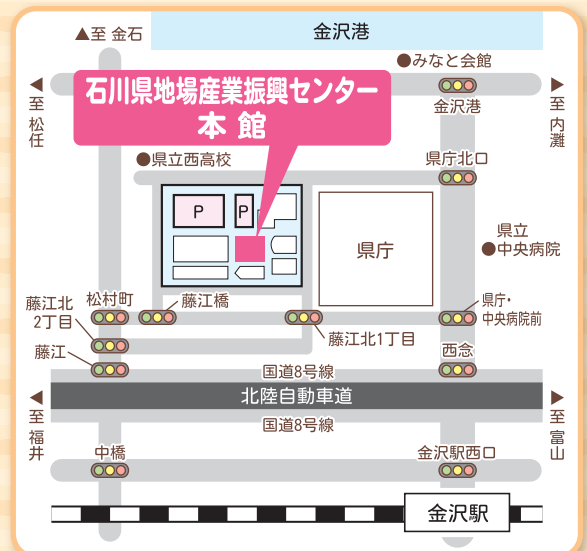 ▲至 金石
金沢港
●みなと会館
◀至松任
石川県地場産業振興センター
本 館
金沢港
▶至内灘
●県立西高校
県庁北口
P
P
県庁
県立
●中央病院
藤江北
2丁目
松村町
藤江橋
県庁・
中央病院前
藤江北1丁目
藤江
西念
国道8号線
北陸自動車道
◀至福井
国道8号線
▶至富山
中橋
金沢駅西口
金沢駅